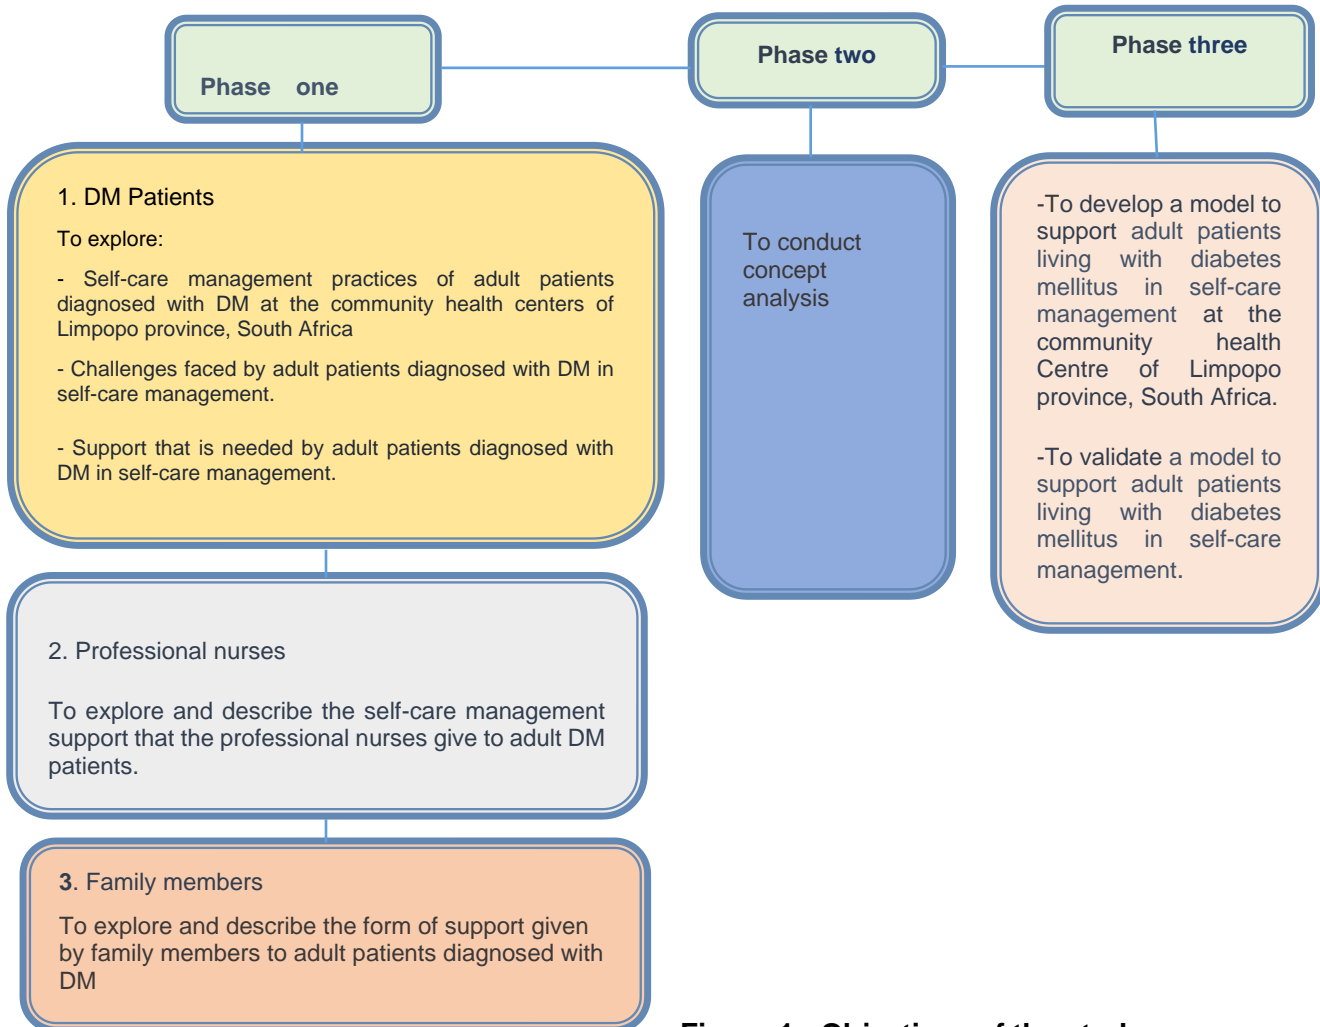 Phase one
Phase two
Phase three
1. DM Patients
To explore:
- Self-care management practices of adult patients
diagnosed with DM at the community health centers of
Limpopo province, South Africa
- Challenges faced by adult patients diagnosed with DM in
self-care management.
- Support that is needed by adult patients diagnosed with
DM in self-care management.
2. Professional nurses
To explore and describe the self-care management
support that the professional nurses give to adult DM
patients.
3. Family members
To explore and describe the form of support given
by family members to adult patients diagnosed with
DM
To conduct
concept
analysis
-To develop a model to
support adult patients
living with diabetes
mellitus in self-care
management at the
community health
Centre of Limpopo
province, South Africa.
-To validate a model to
support adult patients
living with diabetes
mellitus in self-care
management.